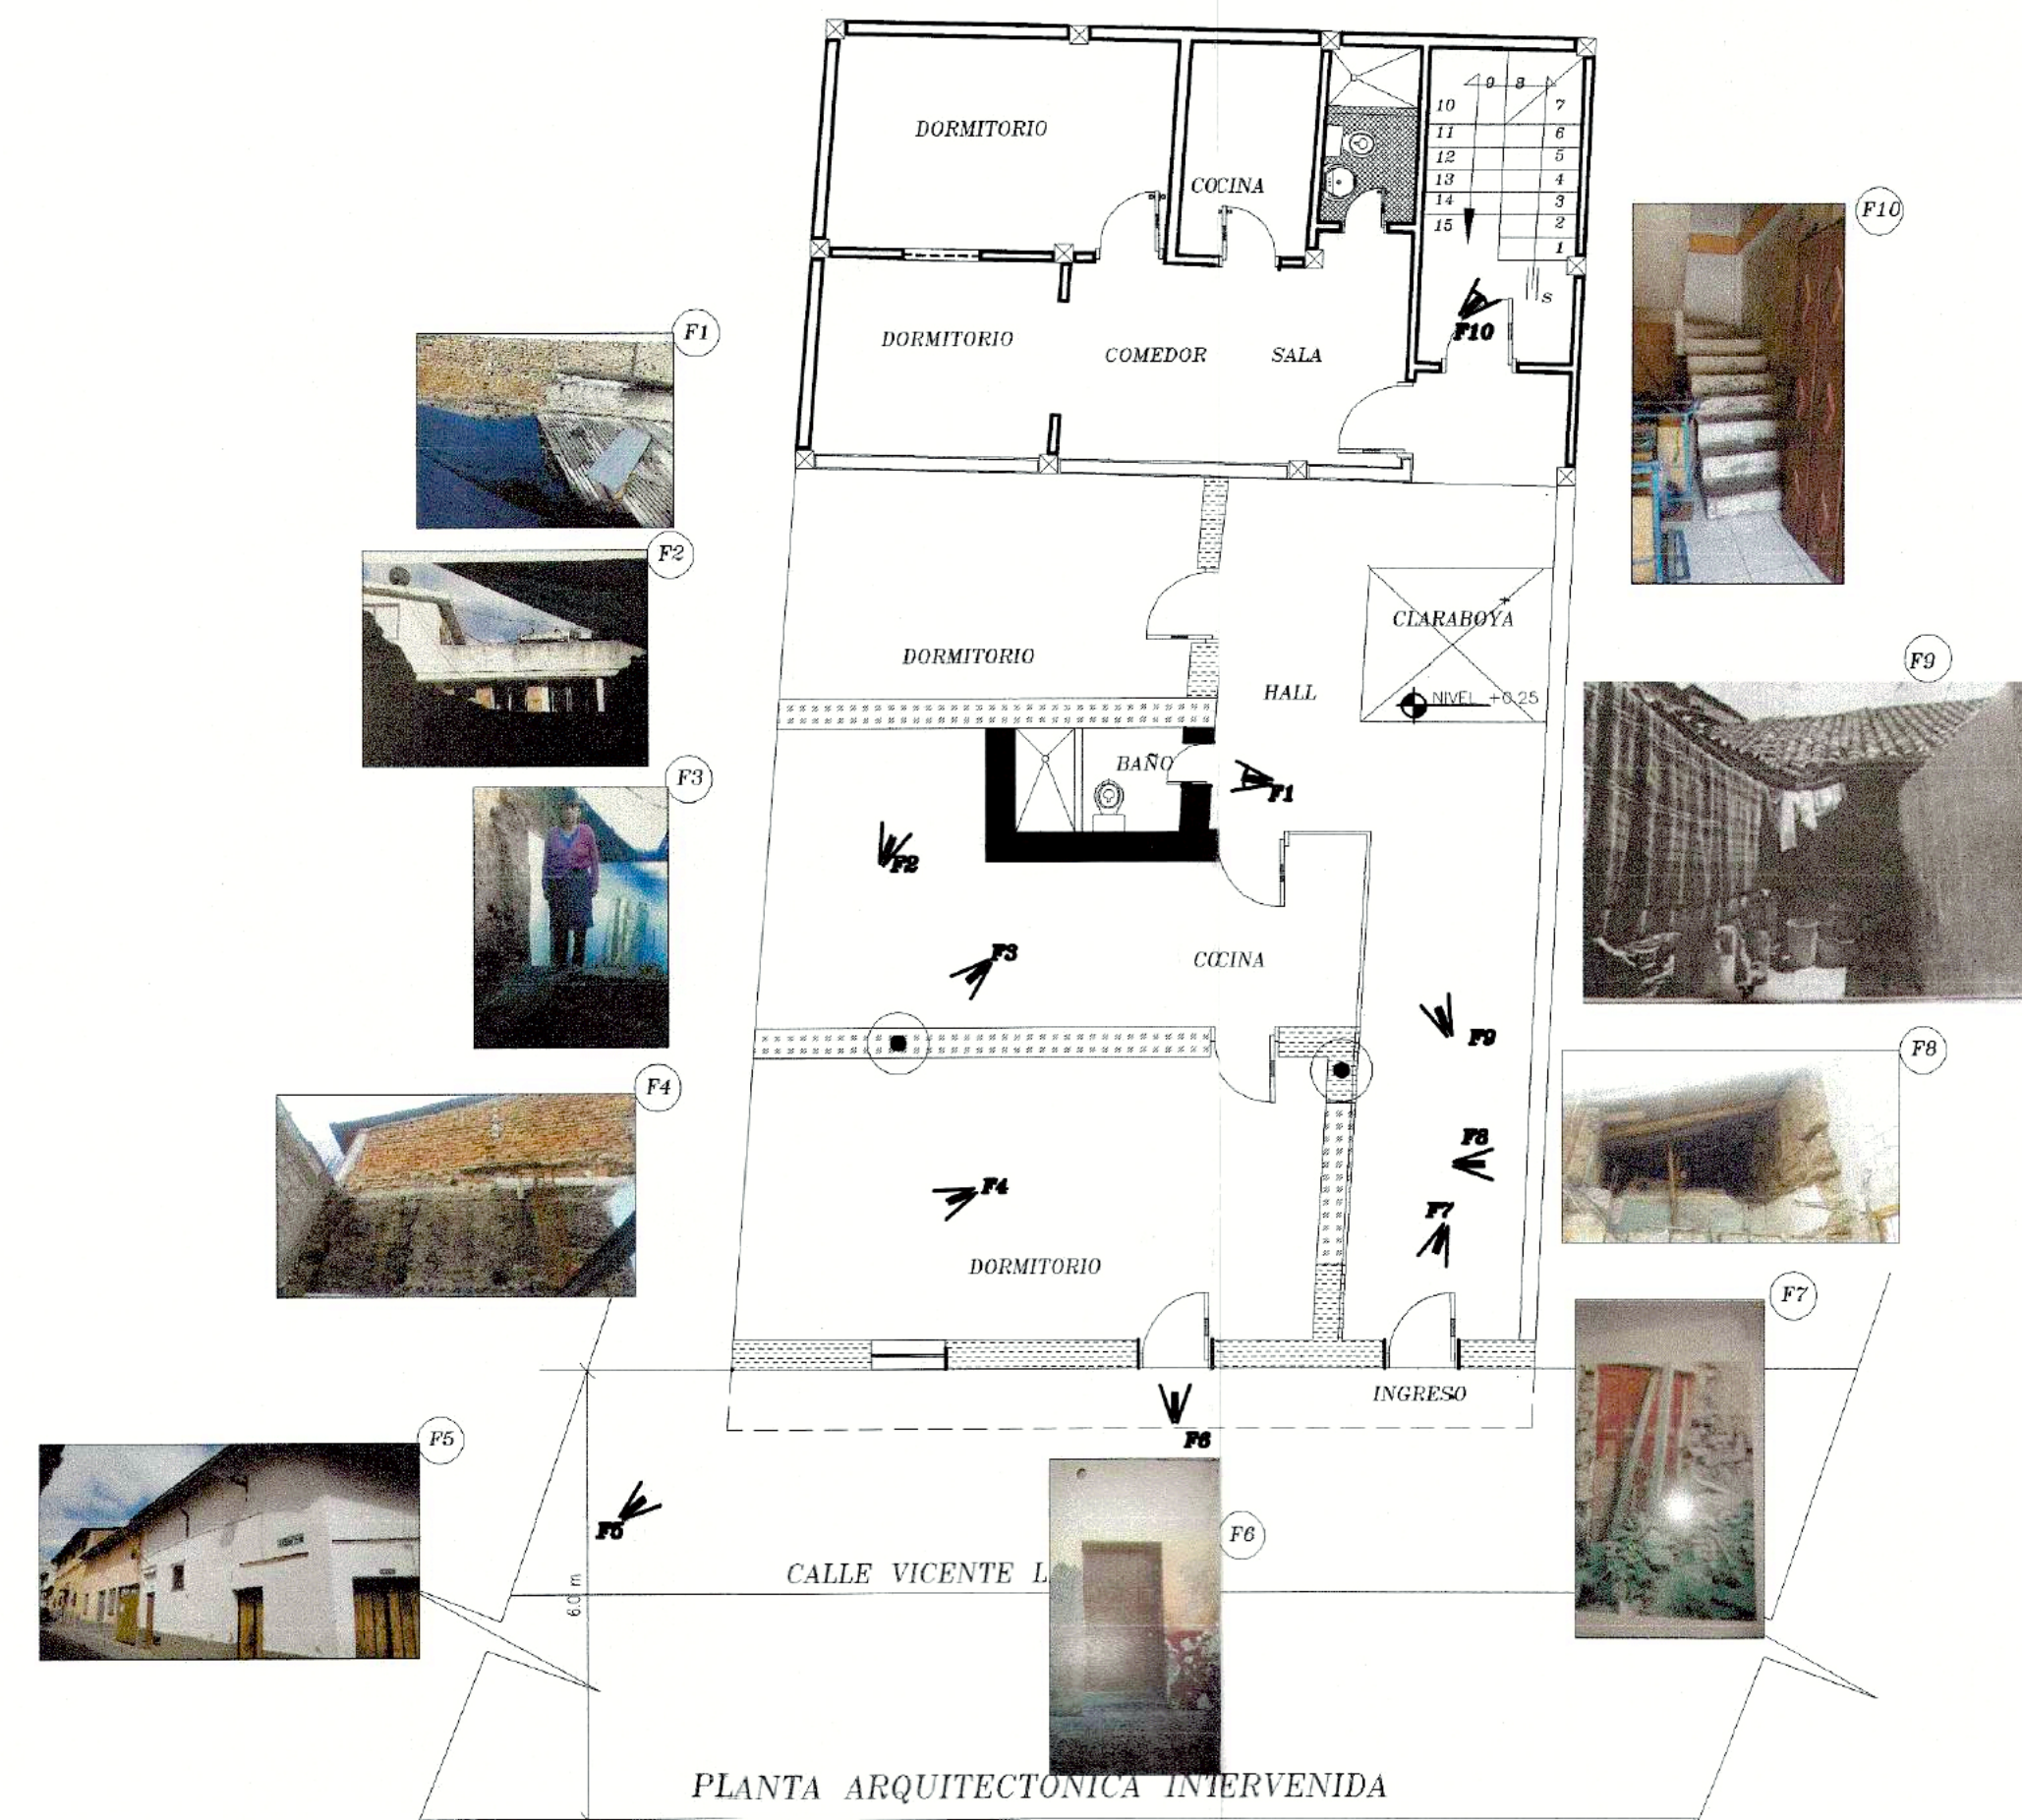 9 8
10 7
11 6
12 5
13 4
14 3
15 2
1
S
DORMITORIO
COCINA
F10
F10
F1
DORMITORIO
COMEDOR
SALA
F2
CLARABOYA
DORMITORIO
HALL
NIVEL +0.25
F9
F3
BAÑO
F1
F2
F3
COCINA
F9
F8
F4
F8
F4
F7
DORMITORIO
F7
INGRESO
F5
F6
F5
F6
CALLE VICENTE L
PLANTA ARQUITECTONICA INTERVENIDA